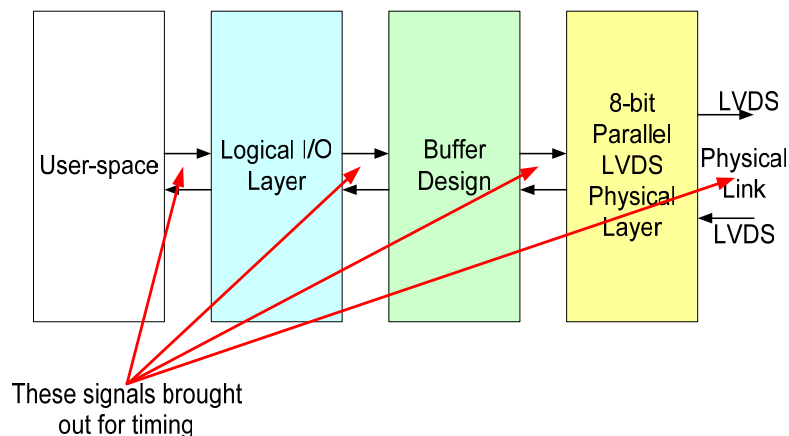 User-space
Logical I/O
Layer
Buffer
Design
8-bit
Parallel
LVDS
Physical
Layer
LVDS
Physical
Link
LVDS
These signals brought
out for timing